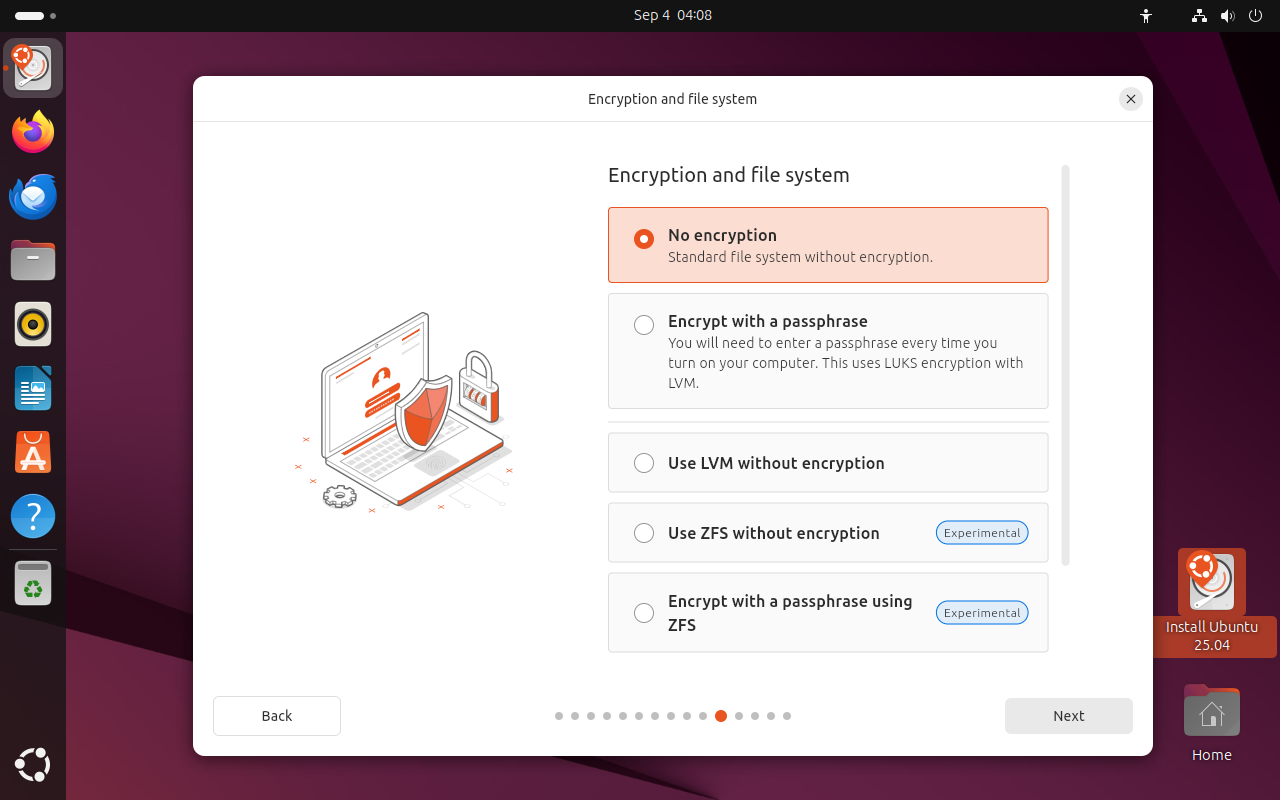 Sep 4 04:08
Encryption and file system
Encryption and file system
No encryption
Standard file system without encryption.
Encrypt with a passphrase
You will need to enter a passphrase every time you
turn on your computer. This uses LUKS encryption with
LVM.
Use LVM without encryption
Use ZFS without encryption
Experimental
Encrypt with a passphrase using
ZFS
Experimental
Back
Next
Install Ubuntu
25.04
Home